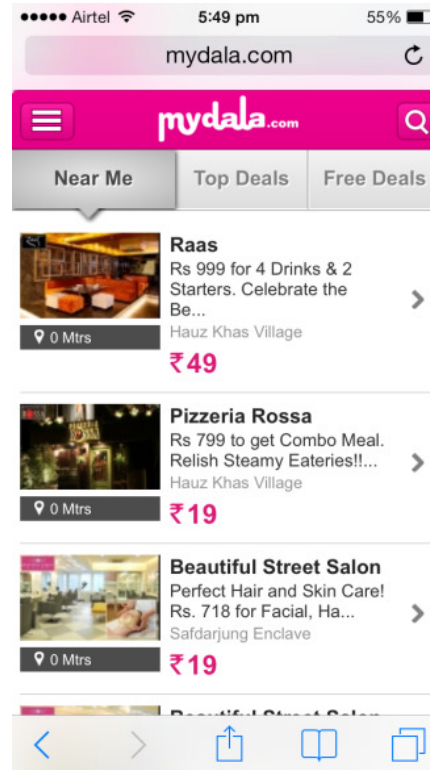 Airtel 5:49 pm 55%
mydala.com
mydala.com
Near Me Top Deals Free Deals
Raas
Rs 999 for 4 Drinks & 2
Starters. Celebrate the
Be...
Hauz Khas Village
0 Mtrs
₹49
Pizzeria Rossa
Rs 799 to get Combo Meal.
Relish Steamy Eateries!!...
Hauz Khas Village
0 Mtrs
₹19
Beautiful Street Salon
Perfect Hair and Skin Care!
Rs. 718 for Facial, Ha...
Safdarjung Enclave
0 Mtrs
₹19
Beautiful Street Salon